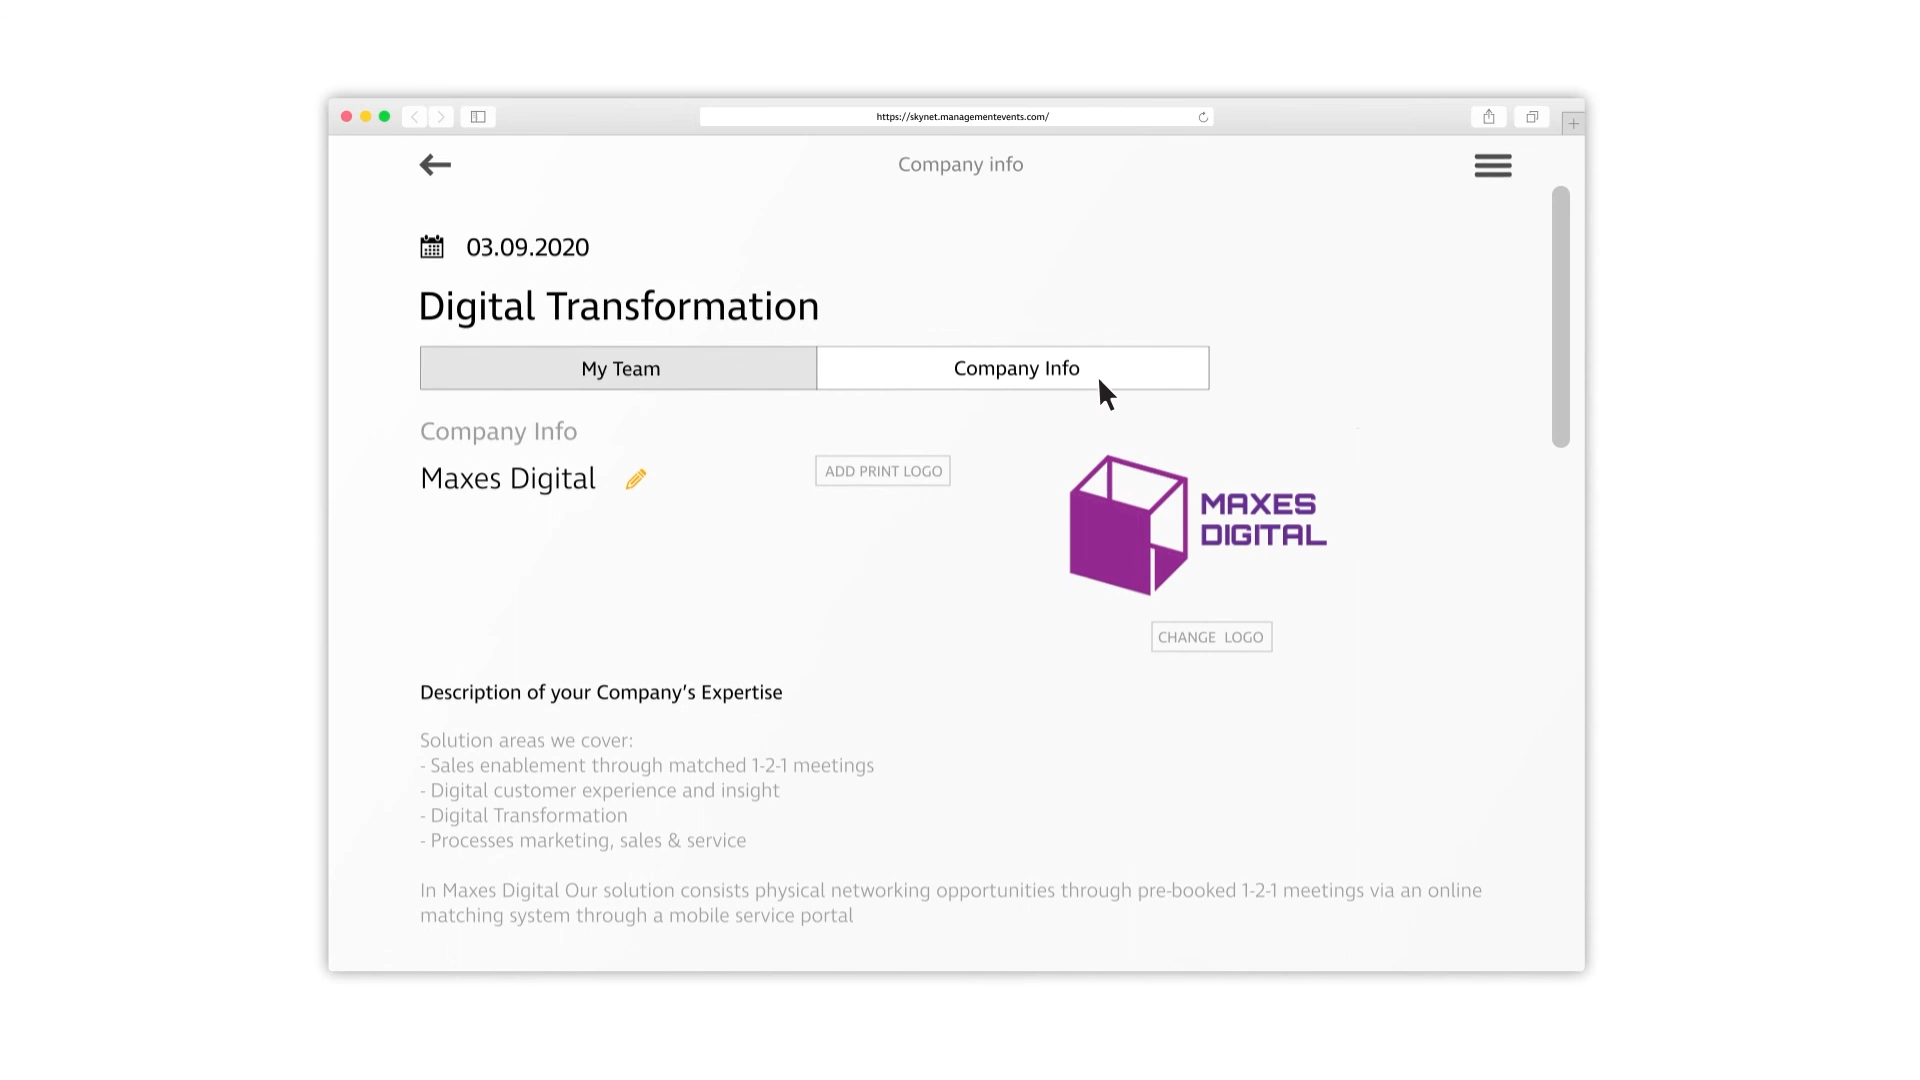 https://skynet.managementevents.com/
Company info
03.09.2020
Digital Transformation
My Team
Company Info
Company Info
Maxes Digital
ADD PRINT LOGO
MAXES
DIGITAL
CHANGE LOGO
Description of your Company’s Expertise
Solution areas we cover:
- Sales enablement through matched 1-2-1 meetings
- Digital customer experience and insight
- Digital Transformation
- Processes marketing, sales & service
In Maxes Digital Our solution consists physical networking opportunities through pre-booked 1-2-1 meetings via an online
matching system through a mobile service portal